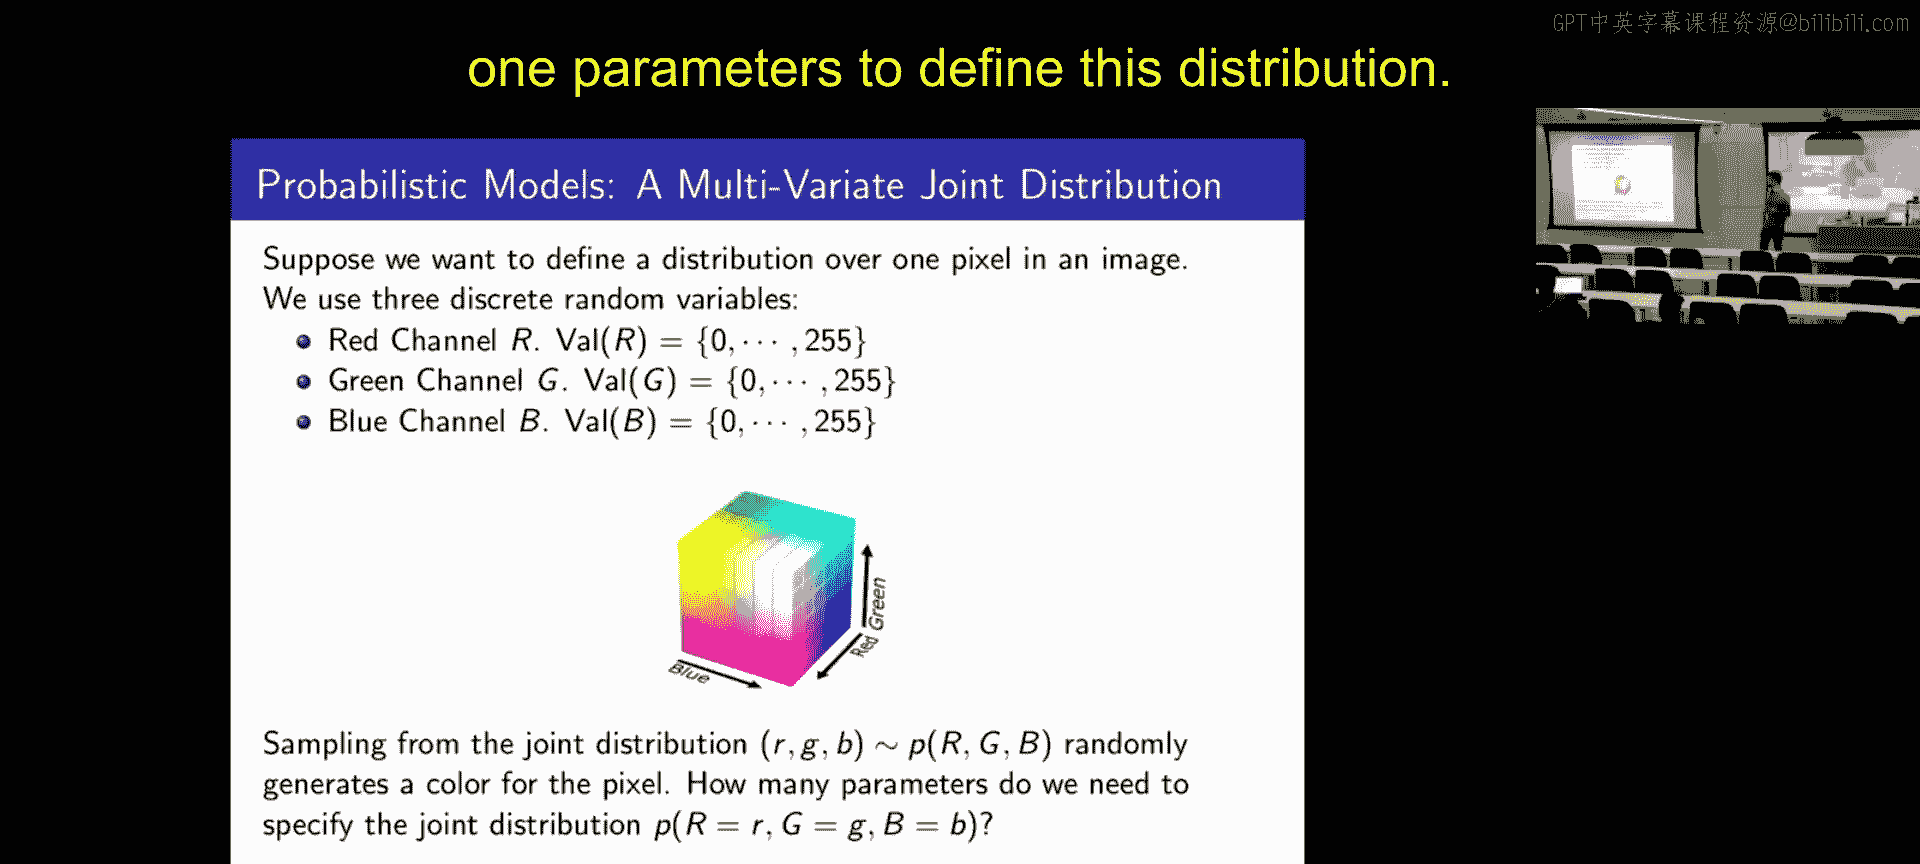 GPT中英字幕课程资源@bilibili.com
one parameters to define this distribution.
Probabilistic Models: A Multi-Variate Joint Distribution
Suppose we want to define a distribution over one pixel in an image.
We use three discrete random variables:
Red Channel R. Val(R) = {0, ⋯ , 255}
Green Channel G. Val(G) = {0, ⋯ , 255}
Blue Channel B. Val(B) = {0, ⋯ , 255}
Green
Red
Blue
Sampling from the joint distribution (r, g, b) ∼ p(R, G, B) randomly
generates a color for the pixel. How many parameters do we need to
specify the joint distribution p(R = r, G = g, B = b)?